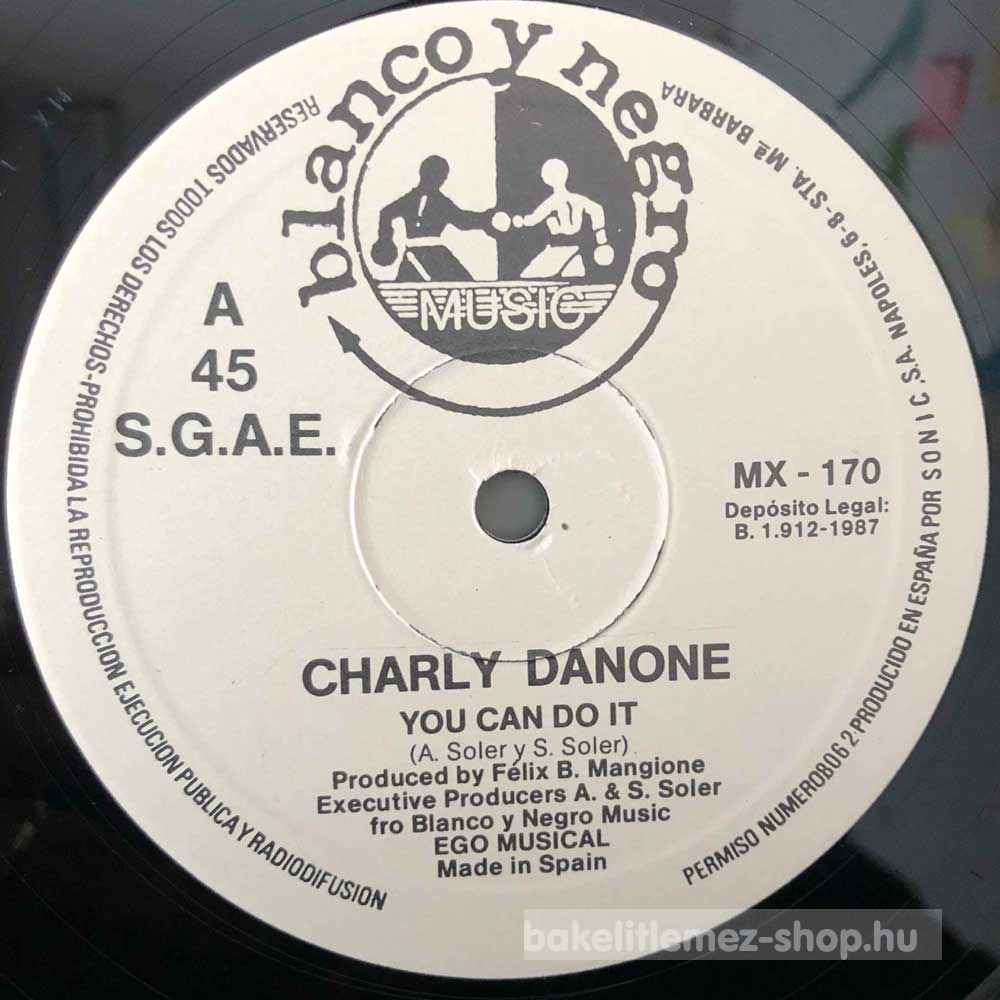 blanco y negro
MUSIC
A
45
S.G.A.E.
MX - 170
Depósito Legal:
B. 1.912-1987
CHARLY DANONE
YOU CAN DO IT
(A. Soler y S. Soler)
Produced by Félix B. Mangione
Executive Producers A. & S. Soler
fro Blanco y Negro Music
EGO MUSICAL
Made in Spain
RESERVADOS TODOS LOS DERECHOS-PROHIBIDA LA REPRODUCCION EJECUCION PUBLICA Y RADIODIFUSION
PERMISO NUMERO 806 2·PRODUCIDO EN ESPAÑA POR S O N I C, S.A. NAPOLES, 6-8-STA. Mª BARBARA
bakelitlemez-shop.hu